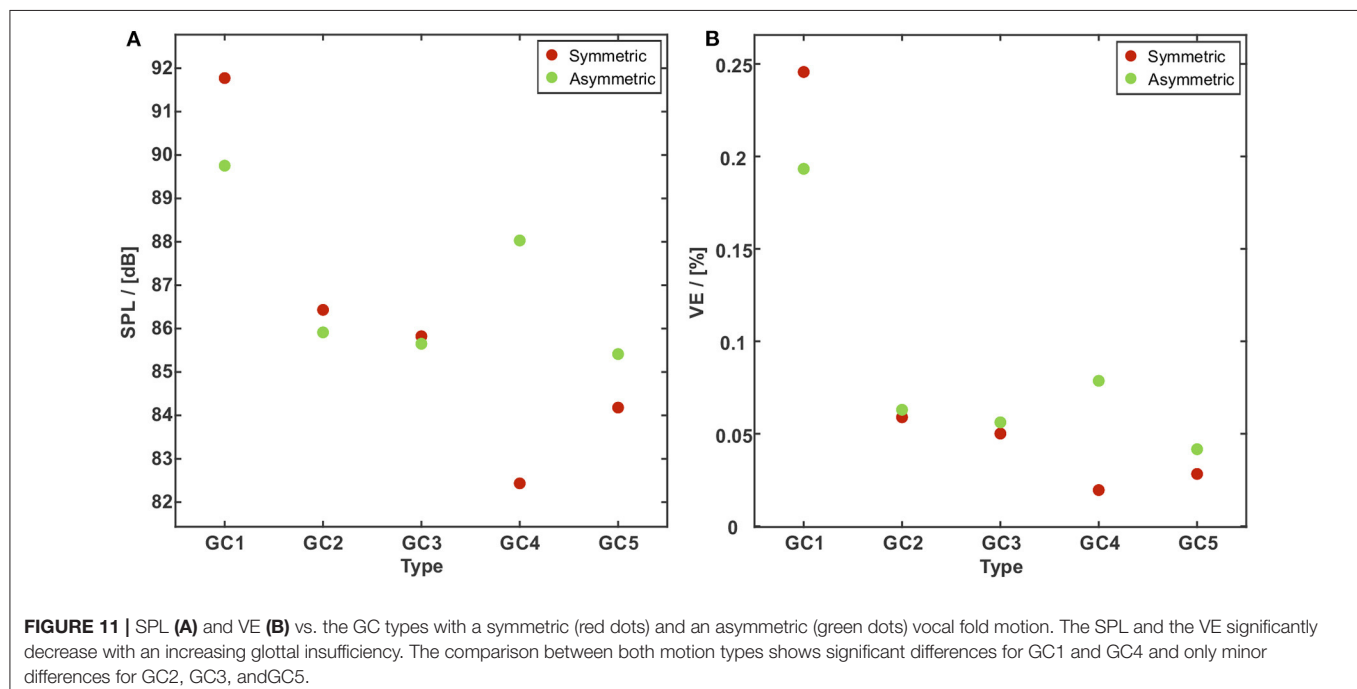 A
Symmetric
Asymmetric
92
91
90
89
88
87
86
85
84
83
82
SPL / [dB]
GC1 GC2 GC3 GC4 GC5
Type
B
Symmetric
Asymmetric
0.25
0.2
0.15
0.1
0.05
0
VE / [%]
GC1 GC2 GC3 GC4 GC5
Type
FIGURE 11 | SPL (A) and VE (B) vs. the GC types with a symmetric (red dots) and an asymmetric (green dots) vocal fold motion. The SPL and the VE significantly
decrease with an increasing glottal insufficiency. The comparison between both motion types shows significant differences for GC1 and GC4 and only minor
differences for GC2, GC3, andGC5.